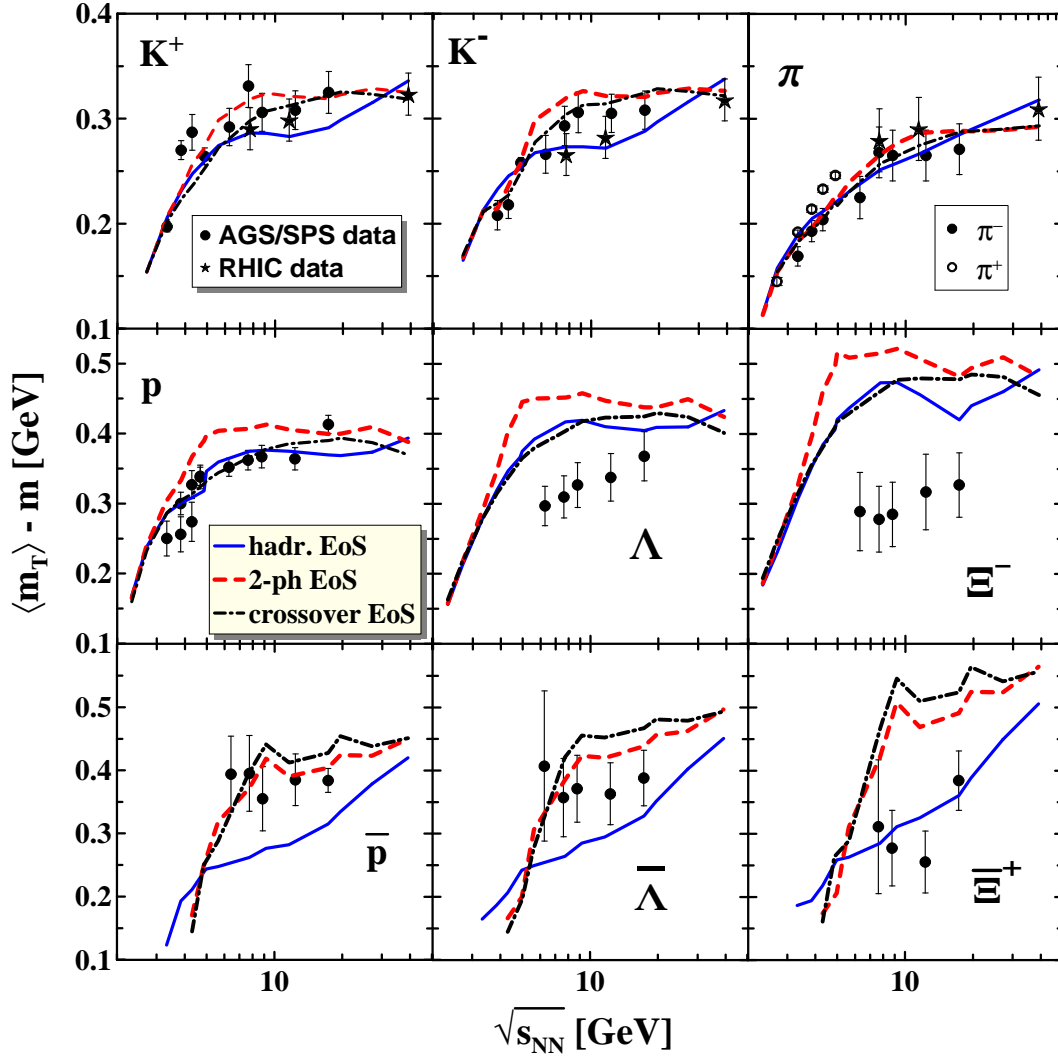 K⁺ K⁻ π
0.4
0.3
0.2
0.1
AGS/SPS data
RHIC data
π⁻
π⁺
p Λ Ξ⁻
0.5
0.4
0.3
0.2
0.1
hadr. EoS
2-ph EoS
crossover EoS
p̅ Λ̅ Ξ̅⁺
0.5
0.4
0.3
0.2
0.1
10 10 10
⟨m_T⟩ - m [GeV]
√s_NN [GeV]